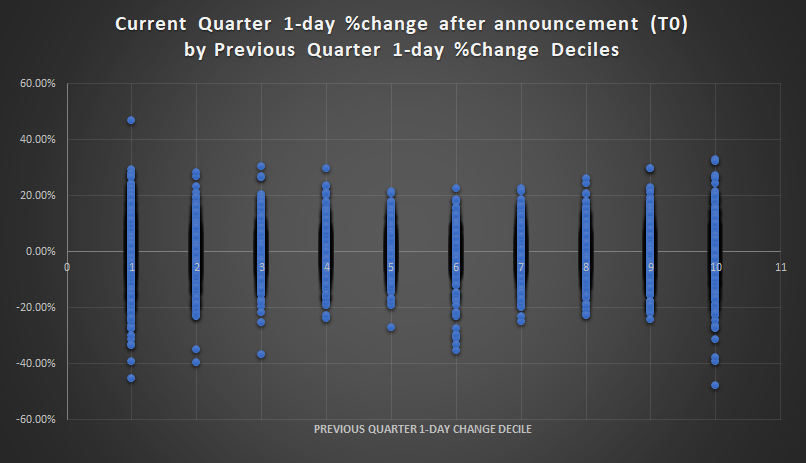 Current Quarter 1-day %change after announcement (T0)
by Previous Quarter 1-day %Change Deciles
60.00%
40.00%
20.00%
0.00%
0 1 2 3 4 5 6 7 8 9 10 11
-20.00%
-40.00%
-60.00%
PREVIOUS QUARTER 1-DAY CHANGE DECILE